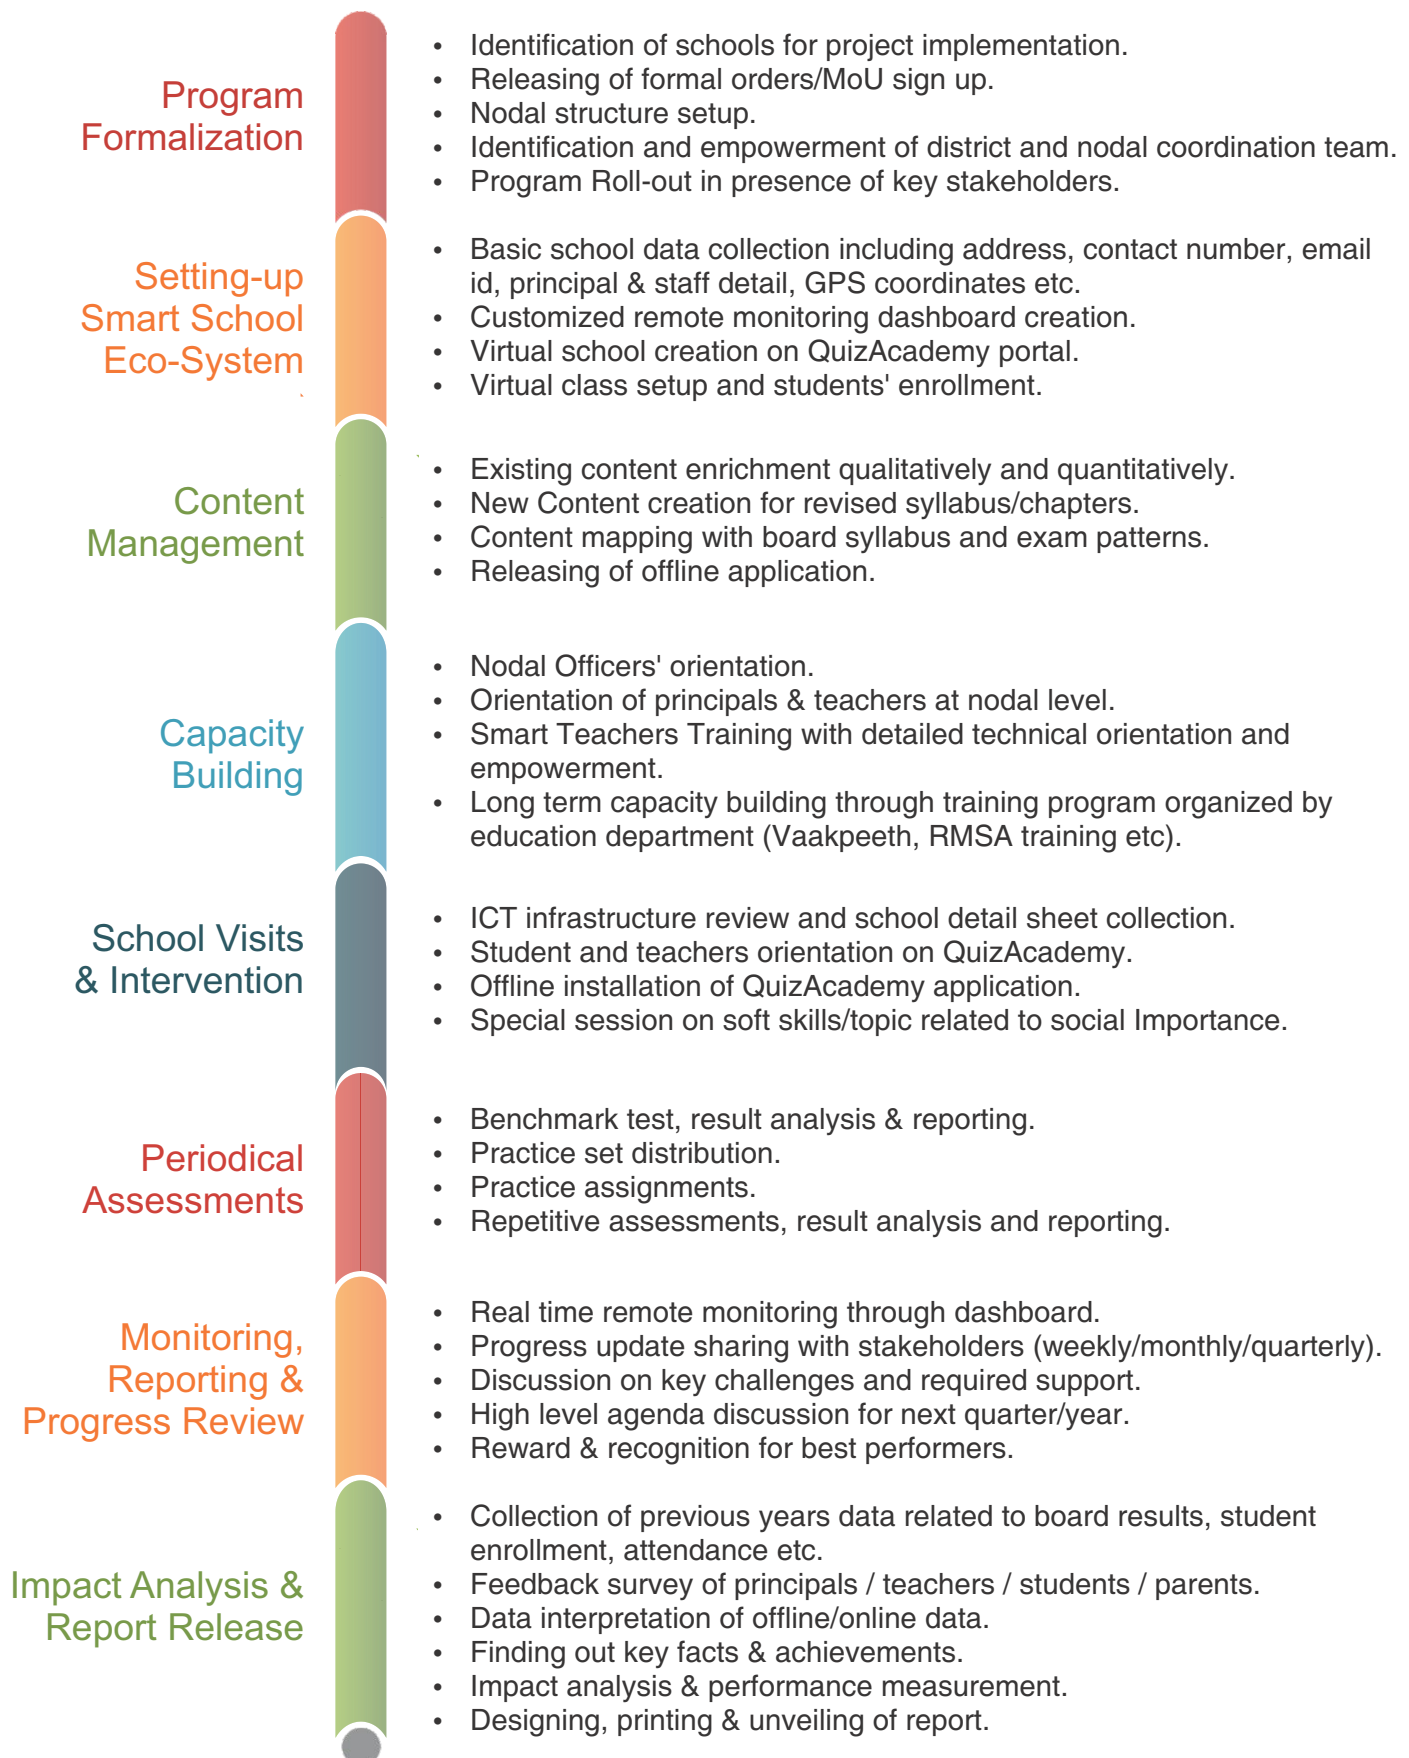 Program
Formalization
• Identification of schools for project implementation.
• Releasing of formal orders/MoU sign up.
• Nodal structure setup.
• Identification and empowerment of district and nodal coordination team.
• Program Roll-out in presence of key stakeholders.
Setting-up
Smart School
Eco-System
• Basic school data collection including address, contact number, email
id, principal & staff detail, GPS coordinates etc.
• Customized remote monitoring dashboard creation.
• Virtual school creation on QuizAcademy portal.
• Virtual class setup and students' enrollment.
Content
Management
• Existing content enrichment qualitatively and quantitatively.
• New Content creation for revised syllabus/chapters.
• Content mapping with board syllabus and exam patterns.
• Releasing of offline application.
Capacity
Building
• Nodal Officers' orientation.
• Orientation of principals & teachers at nodal level.
• Smart Teachers Training with detailed technical orientation and
empowerment.
• Long term capacity building through training program organized by
education department (Vaakpeeth, RMSA training etc).
School Visits
& Intervention
• ICT infrastructure review and school detail sheet collection.
• Student and teachers orientation on QuizAcademy.
• Offline installation of QuizAcademy application.
• Special session on soft skills/topic related to social Importance.
Periodical
Assessments
• Benchmark test, result analysis & reporting.
• Practice set distribution.
• Practice assignments.
• Repetitive assessments, result analysis and reporting.
Monitoring,
Reporting &
Progress Review
• Real time remote monitoring through dashboard.
• Progress update sharing with stakeholders (weekly/monthly/quarterly).
• Discussion on key challenges and required support.
• High level agenda discussion for next quarter/year.
• Reward & recognition for best performers.
Impact Analysis &
Report Release
• Collection of previous years data related to board results, student
enrollment, attendance etc.
• Feedback survey of principals / teachers / students / parents.
• Data interpretation of offline/online data.
• Finding out key facts & achievements.
• Impact analysis & performance measurement.
• Designing, printing & unveiling of report.